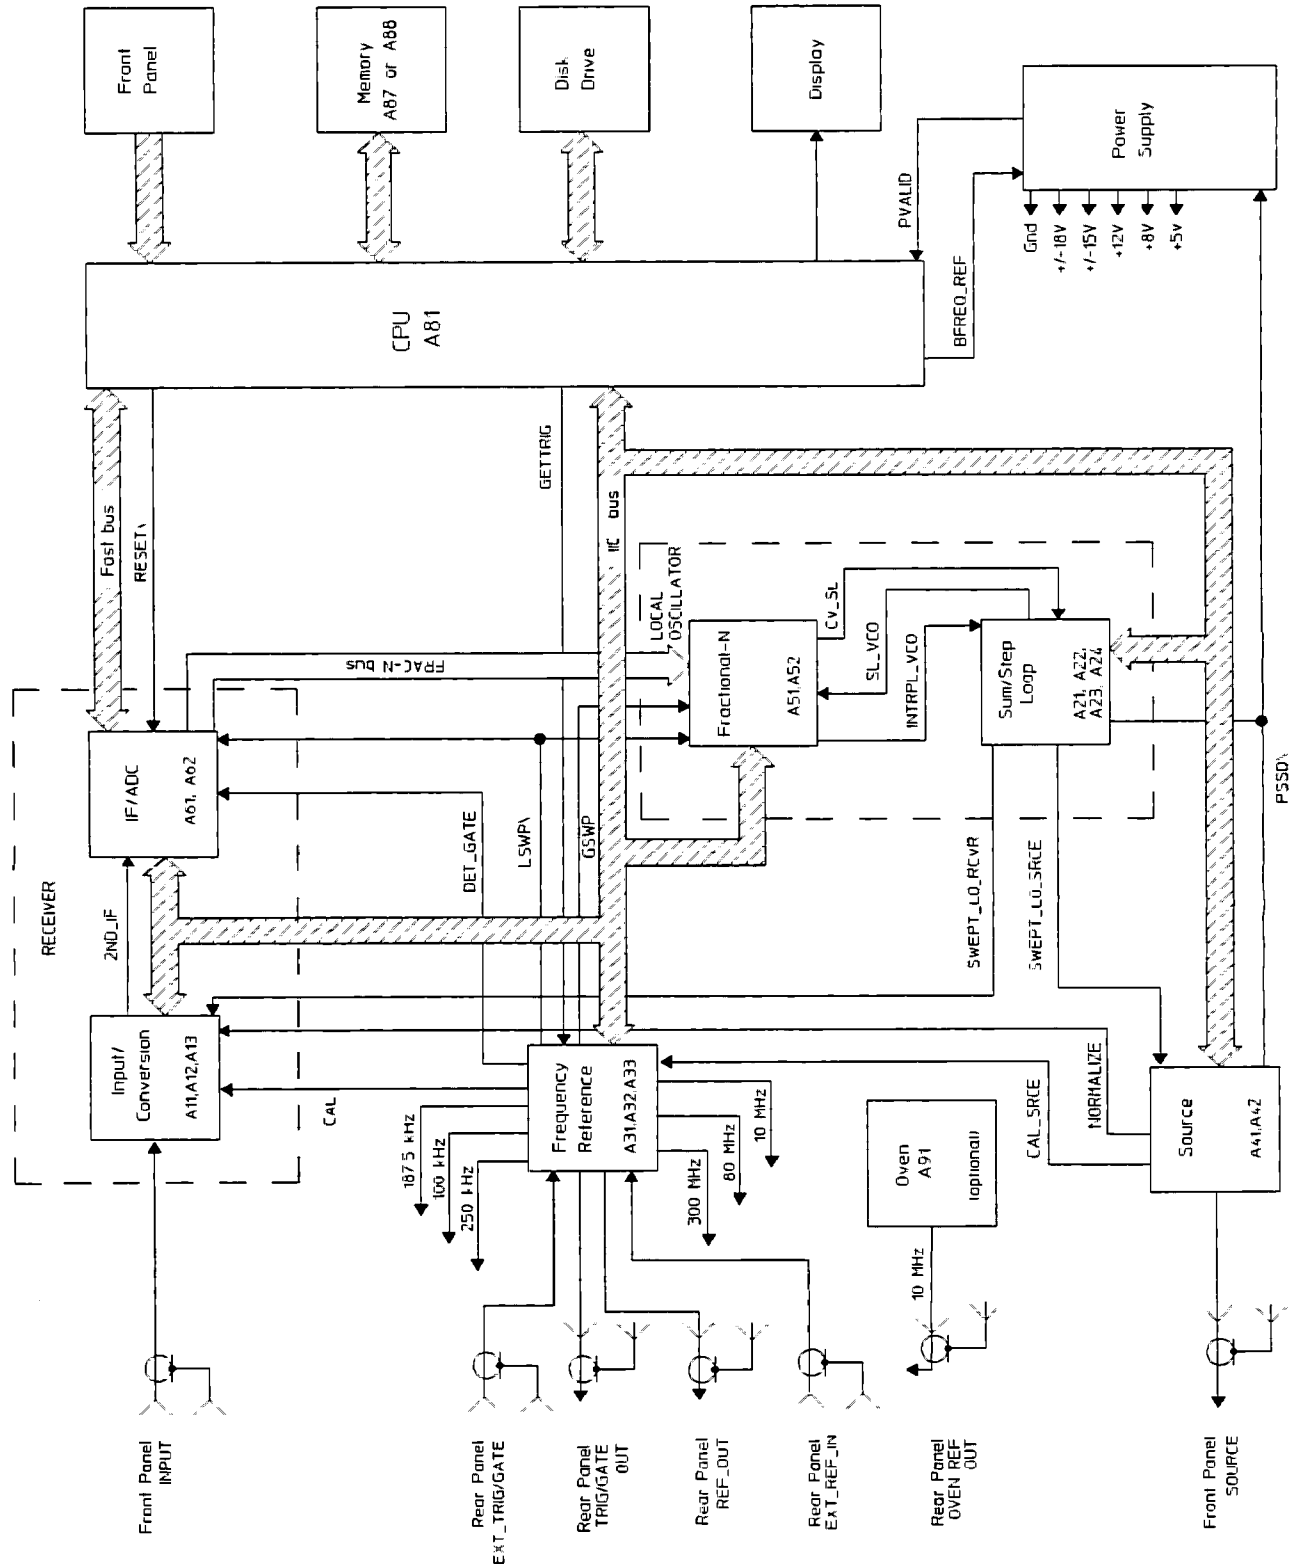 Front Panel
INPUT
Rear Panel
EXT_TRIG/GATE
Rear Panel
TRIG/GATE
OUT
Rear Panel
REF_OUT
Rear Panel
EXT_REF_IN
Rear Panel
OVEN REF
OUT
Front Panel
SOURCE
RECEIVER
Input/
Conversion
A11,A12,A13
2ND_IF
IF/ADC
A61, A62
CAL
187.5 kHz
100 kHz
250 kHz
Frequency
Reference
A31,A32,A33
300 MHz
80 MHz
10 MHz
Oven
A91
(optional)
10 MHz
Source
A41,A42
CAL_SRCE
NORMALIZE
DET_GATE
LSWP\
GSWP
SWEPT_LO_RCVR
SWEPT_LO_SRCE
Fast bus
RESET\
FRAC-N bus
GETTRIG
IIC bus
LOCAL
OSCILLATOR
Fractional-N
A51,A52
CV_SL
SL_VCO
INTRPL_VCO
Sum/Step
Loop
A21, A22,
A23, A24
PSSD\
CPU
A81
Front
Panel
Memory
A87 or A88
Disk
Drive
Display
PVALID
BFREQ_REF
Power
Supply
Gnd
+/-18V
+/-15V
+12V
+8V
+5V